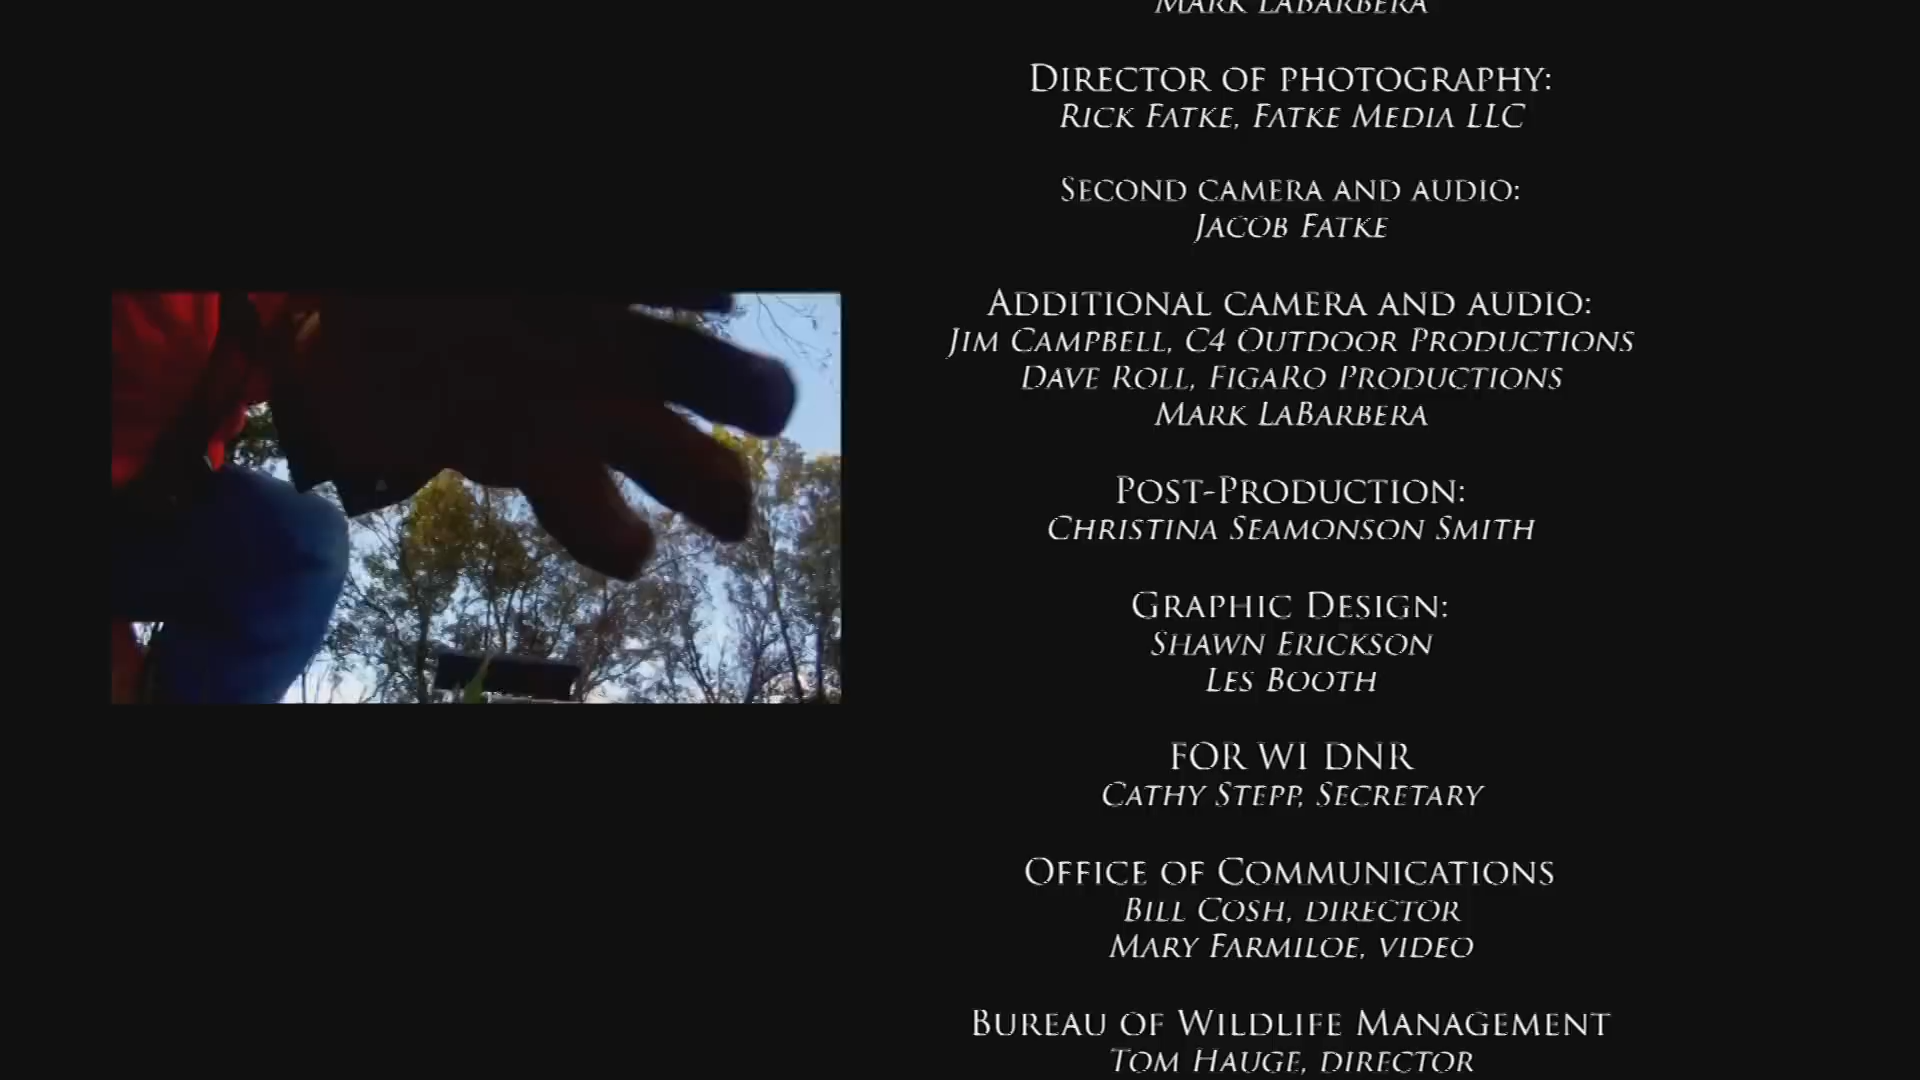 MARK LABARBERA
DIRECTOR OF PHOTOGRAPHY:
RICK FATKE, FATKE MEDIA LLC
SECOND CAMERA AND AUDIO:
JACOB FATKE
ADDITIONAL CAMERA AND AUDIO:
JIM CAMPBELL, C4 OUTDOOR PRODUCTIONS
DAVE ROLL, FIGARO PRODUCTIONS
MARK LABARBERA
POST-PRODUCTION:
CHRISTINA SEAMONSON SMITH
GRAPHIC DESIGN:
SHAWN ERICKSON
LES BOOTH
FOR WI DNR
CATHY STEPP, SECRETARY
OFFICE OF COMMUNICATIONS
BILL COSH, DIRECTOR
MARY FARMILOE, VIDEO
BUREAU OF WILDLIFE MANAGEMENT
TOM HAUGE, DIRECTOR